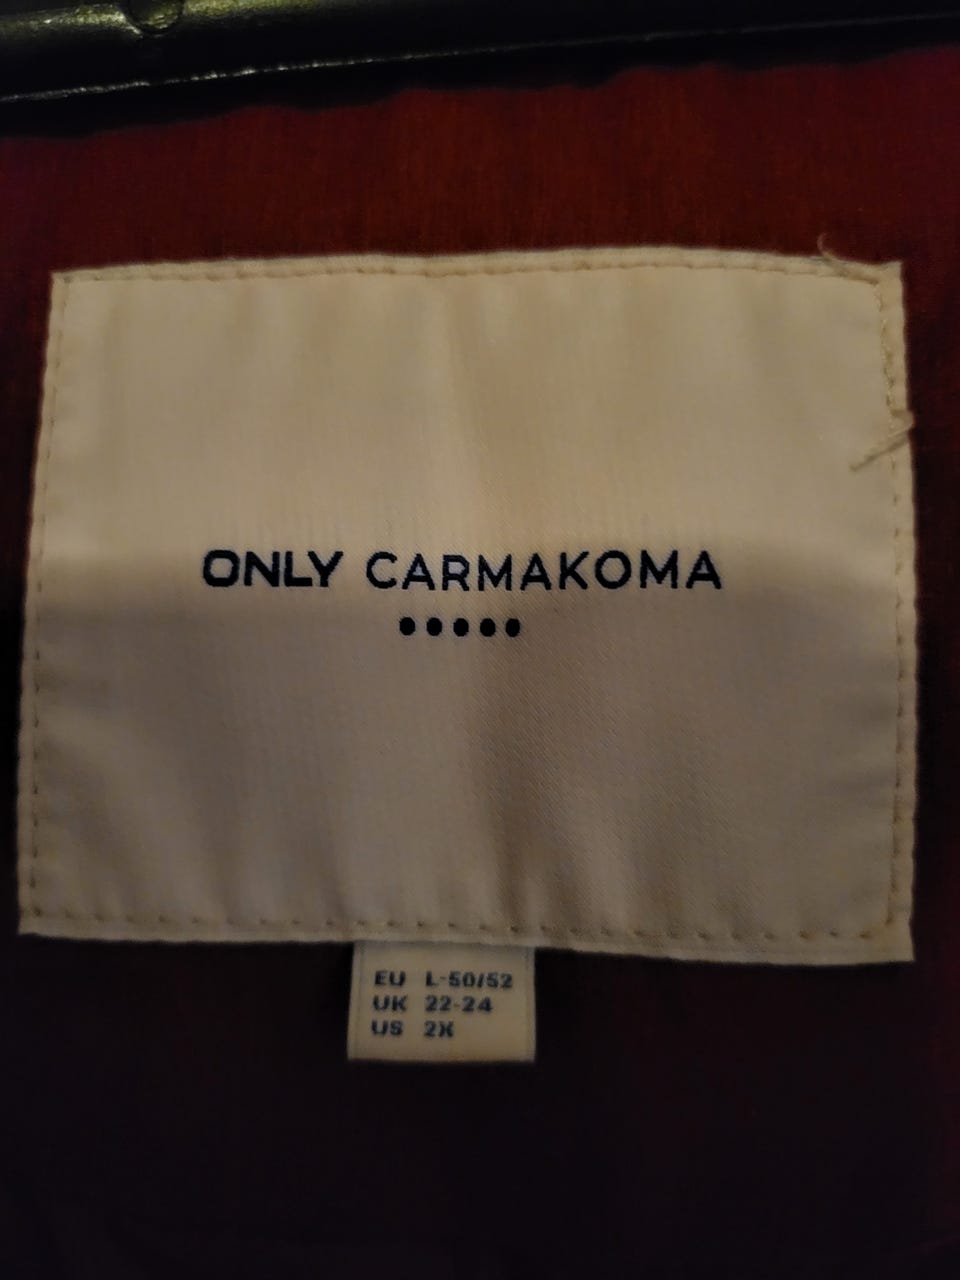 ONLY CARMAKOMA
EU L-50/52
UK 22-24
US 2X